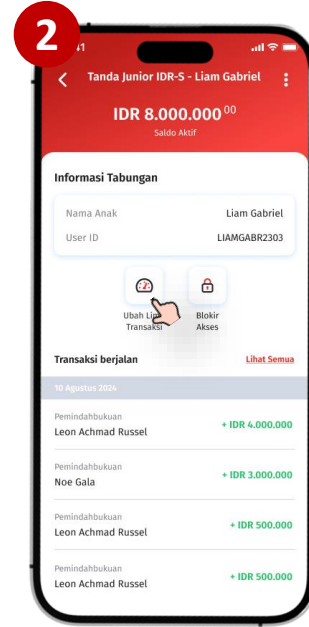 2
41
Tanda Junior IDR-S - Liam Gabriel
IDR 8.000.000 00
Saldo Aktif
Informasi Tabungan
Nama Anak Liam Gabriel
User ID LIAMGABR2303
Ubah Transaksi
Blokir Akses
Transaksi berjalan Lihat Semua
10 Agustus 2024
Pemindahbukuan
Leon Achmad Russel + IDR 4.000.000
Pemindahbukuan
Noe Gala + IDR 3.000.000
Pemindahbukuan
Leon Achmad Russel + IDR 500.000
Pemindahbukuan
Leon Achmad Russel + IDR 500.000